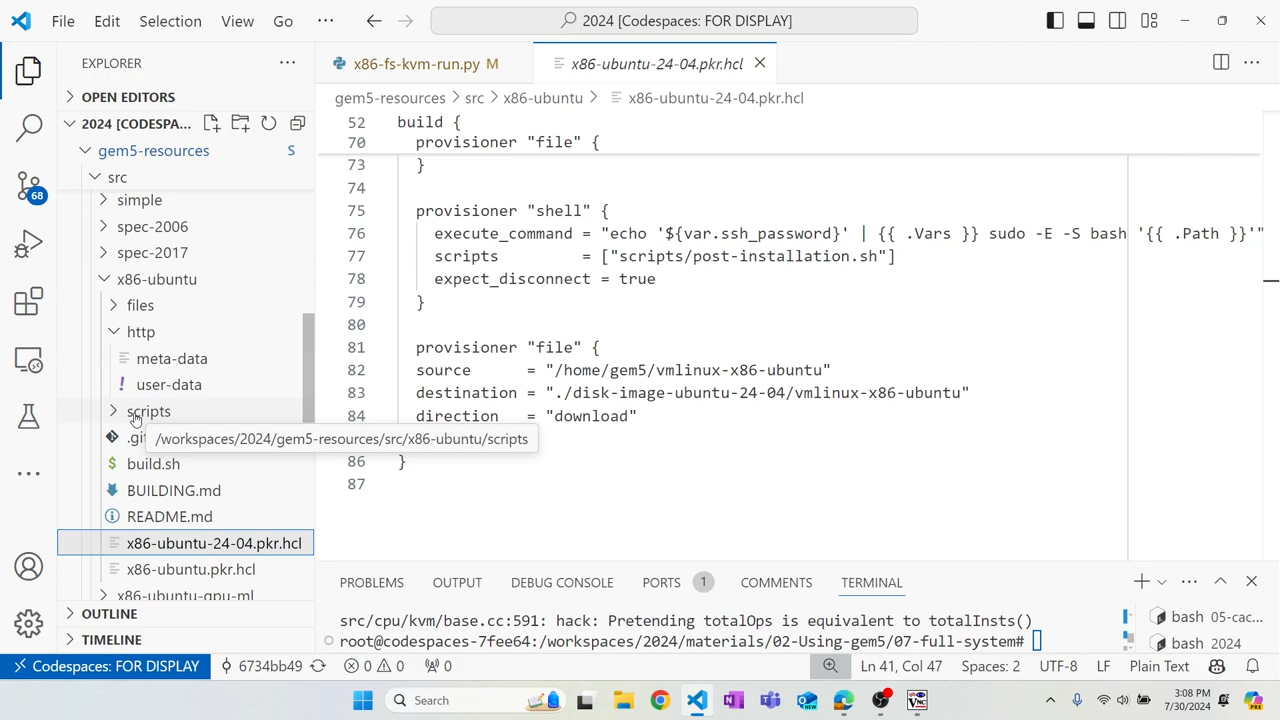 File Edit Selection View Go ··· 2024 [Codespaces: FOR DISPLAY]
EXPLORER
OPEN EDITORS
2024 [CODESPA...
gem5-resources S
src
simple
spec-2006
spec-2017
x86-ubuntu
files
http
meta-data
! user-data
scripts
.gi
/workspaces/2024/gem5-resources/src/x86-ubuntu/scripts
$ build.sh
BUILDING.md
README.md
x86-ubuntu-24-04.pkr.hcl
x86-ubuntu.pkr.hcl
x86-ubuntu-gpu-ml
OUTLINE
TIMELINE
68
x86-fs-kvm-run.py M x86-ubuntu-24-04.pkr.hcl
gem5-resources > src > x86-ubuntu > x86-ubuntu-24-04.pkr.hcl
52 build {
70 provisioner "file" {
73 }
74
75 provisioner "shell" {
76 execute_command = "echo '${var.ssh_password}' | {{ .Vars }} sudo -E -S bash '{{ .Path }}'"
77 scripts = ["scripts/post-installation.sh"]
78 expect_disconnect = true
79 }
80
81 provisioner "file" {
82 source = "/home/gem5/vmlinux-x86-ubuntu"
83 destination = "./disk-image-ubuntu-24-04/vmlinux-x86-ubuntu"
84 direction = "download"
86 }
87
PROBLEMS OUTPUT DEBUG CONSOLE PORTS 1 COMMENTS TERMINAL
src/cpu/kvm/base.cc:591: hack: Pretending totalOps is equivalent to totalInsts()
root@codespaces-7fee64:/workspaces/2024/materials/02-Using-gem5/07-full-system#
bash 05-cac...
bash 07-full...
Codespaces: FOR DISPLAY 6734bb49 0 0 0 Ln 41, Col 47 Spaces: 2 UTF-8 LF Plain Text
Search
3:08 PM
7/30/2024